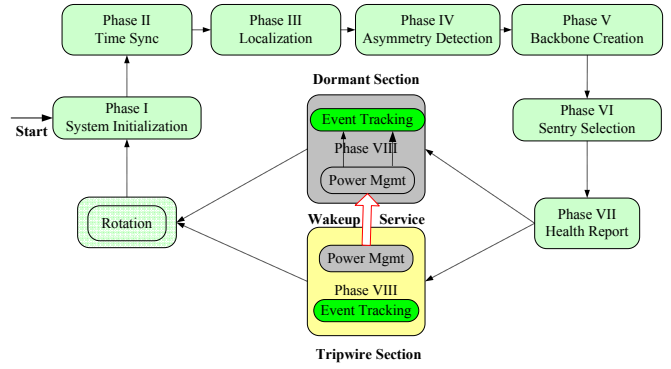 Phase II
Time Sync
Phase III
Localization
Phase IV
Asymmetry Detection
Phase V
Backbone Creation
Dormant Section
Phase I
System Initialization
Start
Event Tracking
Phase VIII
Power Mgmt
Phase VI
Sentry Selection
Rotation
Wakeup Service
Phase VII
Health Report
Power Mgmt
Phase VIII
Event Tracking
Tripwire Section